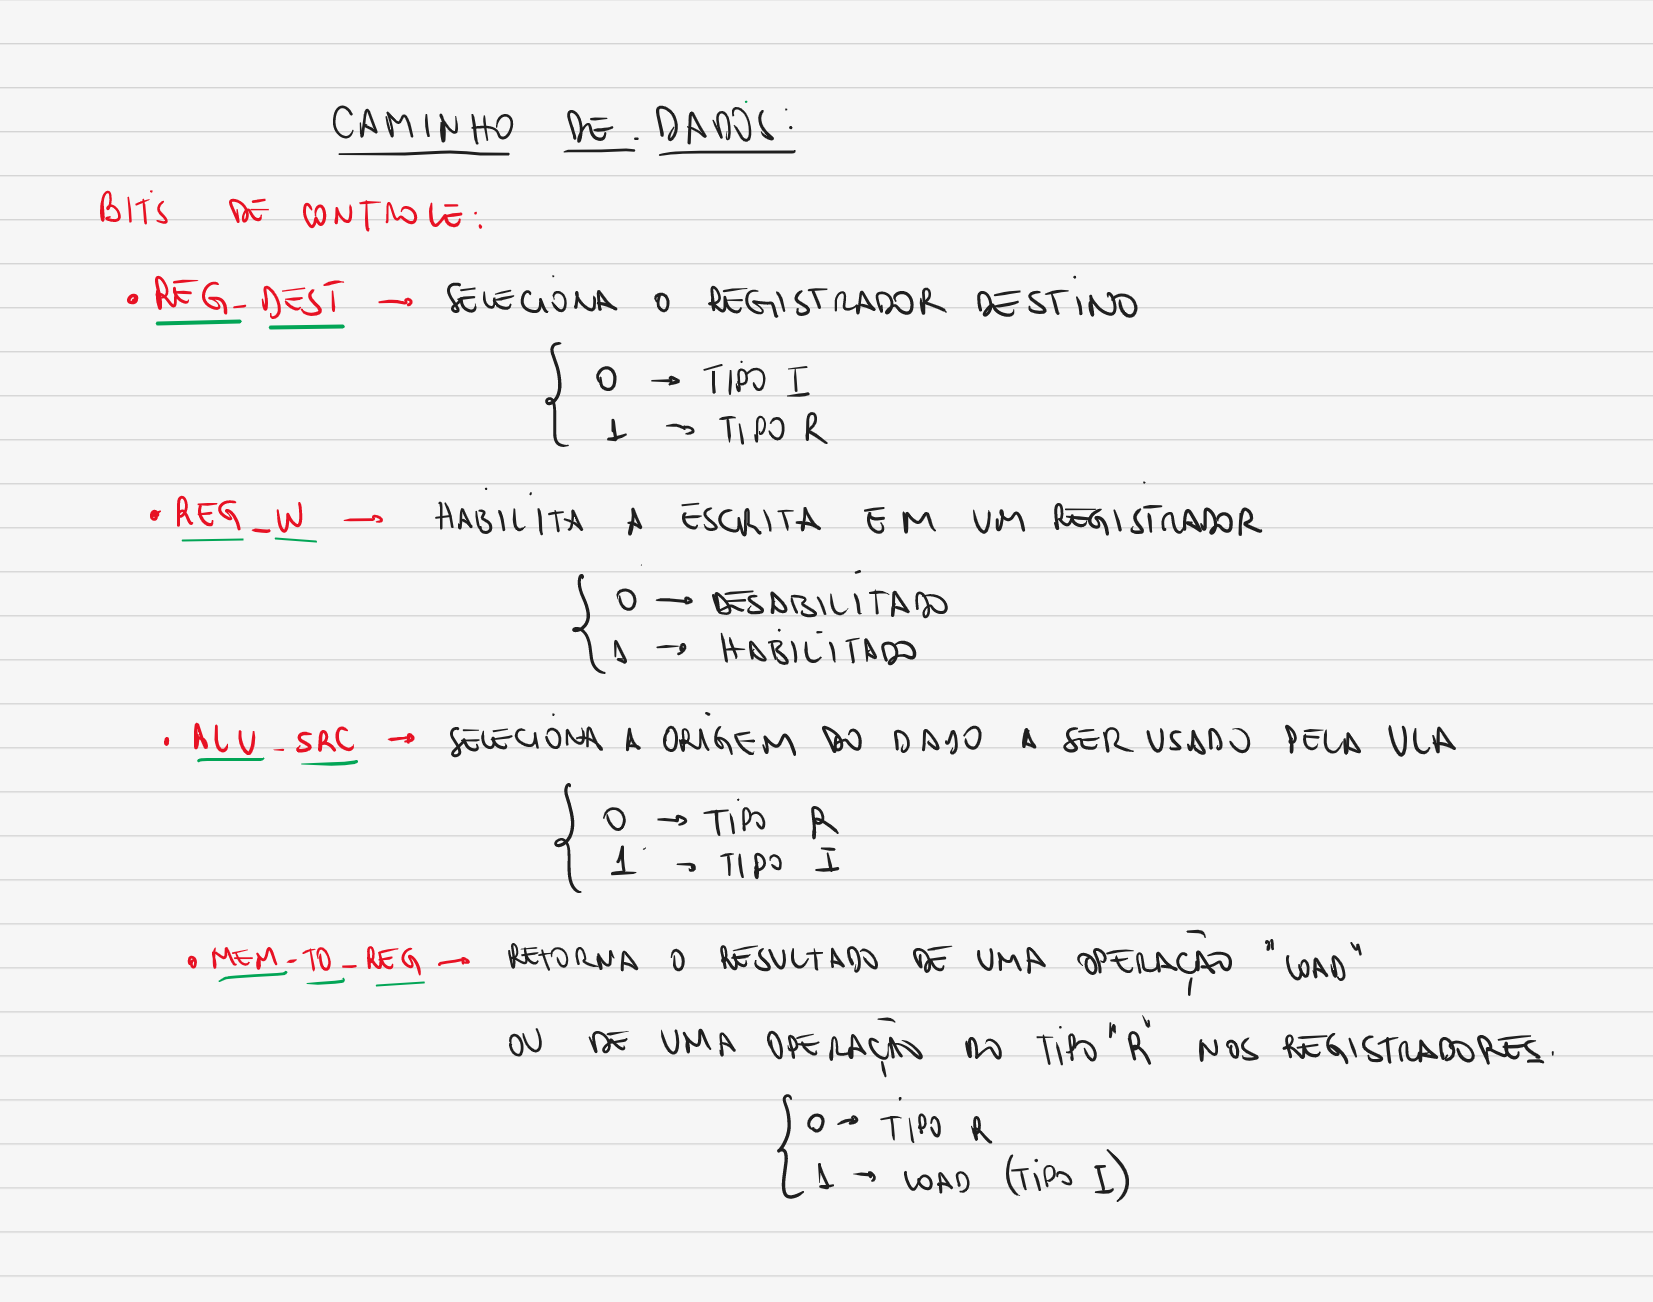 CAMINHO DE DADOS:
BITS DE CONTROLE:
• REG_DEST → SELECIONA O REGISTRADOR DESTINO
0 → TIPO I
1 → TIPO R
• REG_W → HABILITA A ESCRITA EM UM REGISTRADOR
0 → DESABILITADO
1 → HABILITADO
• ALU_SRC → SELECIONA A ORIGEM DO DADO A SER USADO PELA ULA
0 → TIPO R
1 → TIPO I
• MEM_TO_REG → RETORNA O RESULTADO DE UMA OPERAÇÃO "LOAD"
OU DE UMA OPERAÇÃO DO TIPO "R" NOS REGISTRADORES.
0 → TIPO R
1 → LOAD (TIPO I)